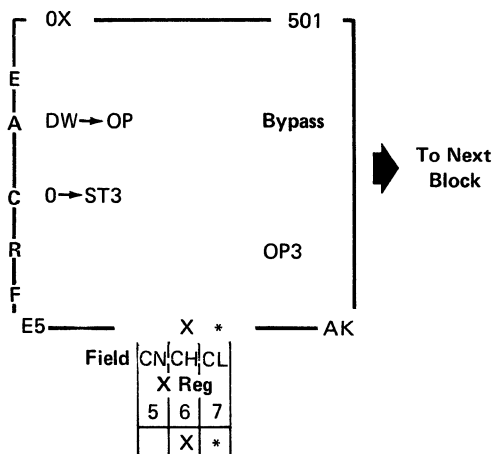 0X 501
E
A DW→OP Bypass
To Next
Block
C 0→ST3
R OP3
F
E5 X * AK
Field CN CH CL
X Reg
5 6 7
X *